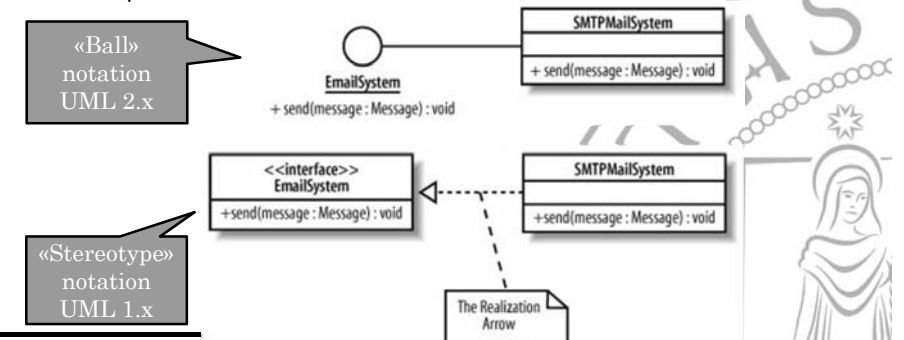 «Ball»
notation
UML 2.x
EmailSystem
+ send(message : Message) : void
SMTPMailSystem
+ send(message : Message) : void
<<interface>>
EmailSystem
+send(message : Message) : void
SMTPMailSystem
+send(message : Message) : void
«Stereotype»
notation
UML 1.x
The Realization
Arrow
AS